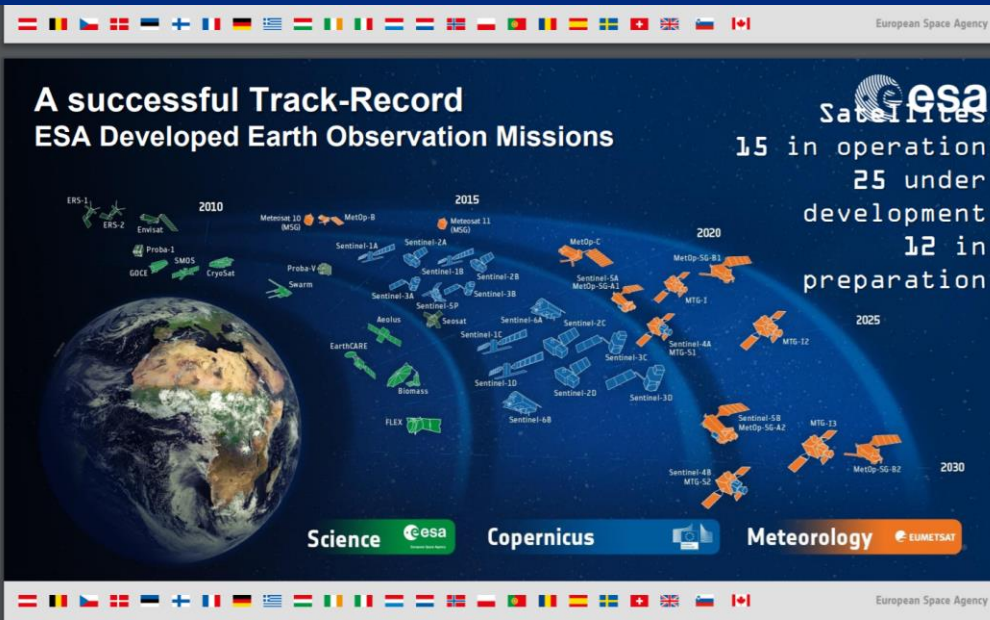 European Space Agency
A successful Track-Record
ESA Developed Earth Observation Missions
esa
Satellites
15 in operation
25 under
development
12 in
preparation
ERS-1
ERS-2
Envisat
2010
Meteosat 10
(MSG)
MetOp-B
2015
Meteosat 11
(MSG)
2020
Proba-1
GOCE
SMOS
CryoSat
Proba-V
Swarm
Sentinel-1A
Sentinel-2A
Sentinel-1B
Sentinel-2B
Sentinel-3A
Sentinel-3B
Sentinel-5P
MetOp-C
Sentinel-5A
MetOp-SG-A1
MetOp-SG-B1
MTG-I
2025
Aeolus
Seosat
Sentinel-6A
Sentinel-2C
Sentinel-1C
Sentinel-3C
Sentinel-4A
MTG-S1
MTG-I2
EarthCARE
Biomass
Sentinel-1D
Sentinel-2D
Sentinel-3D
FLEX
Sentinel-6B
Sentinel-5B
MetOp-SG-A2
MTG-I3
MetOp-SG-B2
2030
Sentinel-4B
MTG-S2
Science
esa
European Space Agency
Copernicus
Meteorology
EUMETSAT
European Space Agency